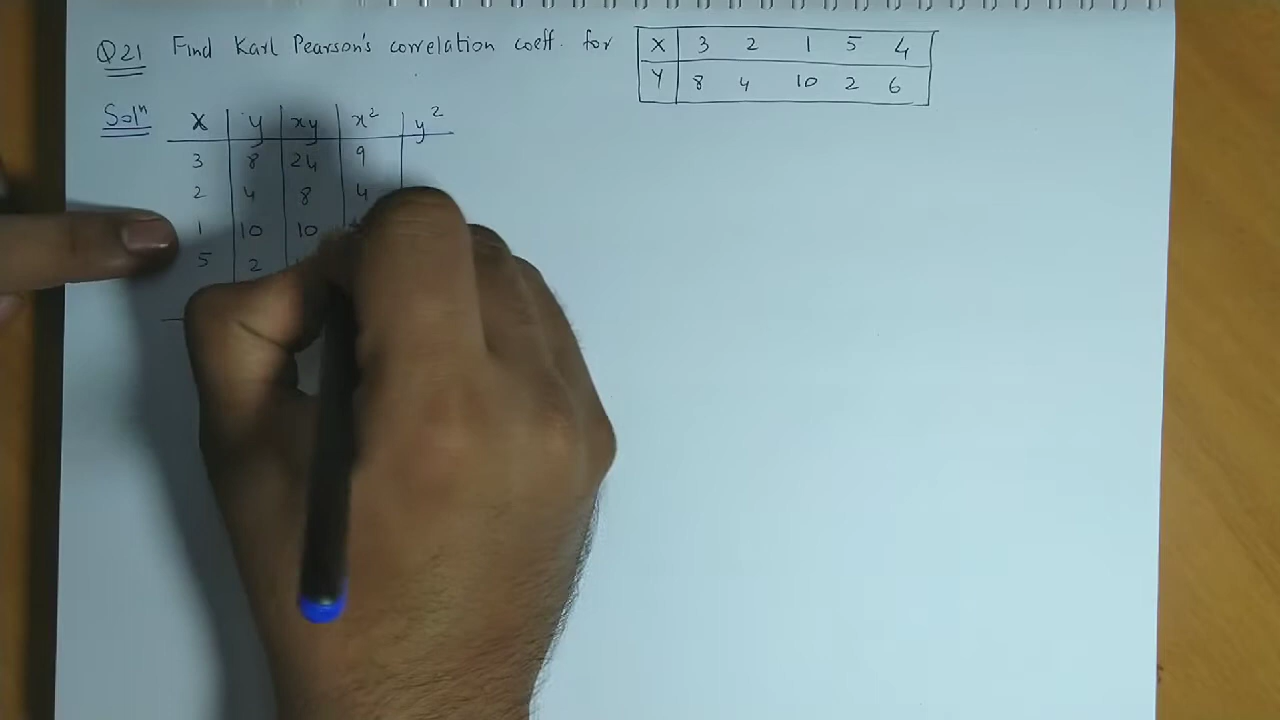 Q21 Find Karl Pearson's correlation coeff. for
X 3 2 1 5 4
Y 8 4 10 2 6
Solⁿ
X y xy x² y²
3 8 24 9
2 4 8 4
1 10 10
5 2